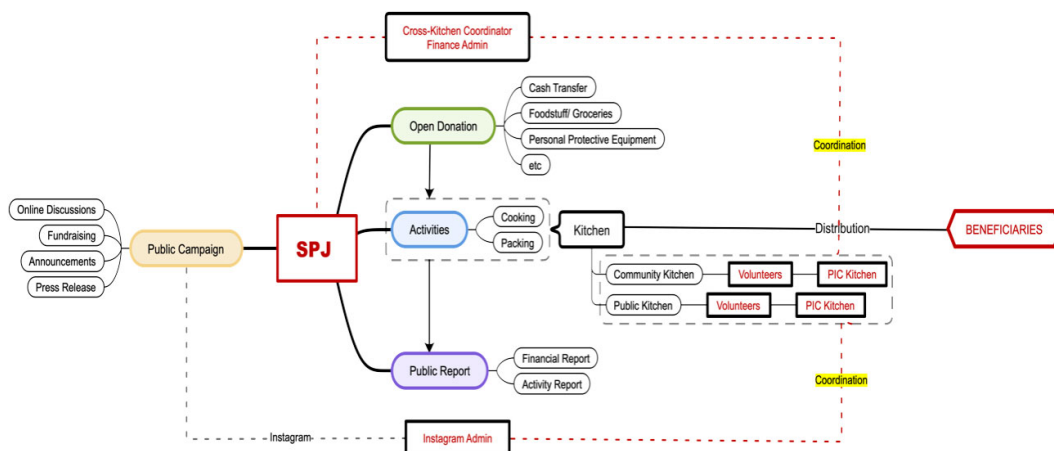 Cross-Kitchen Coordinator
Finance Admin
Cash Transfer
Open Donation
Foodstuff/ Groceries
Personal Protective Equipment
etc
Coordination
Online Discussions
Fundraising
Announcements
Press Release
Public Campaign
SPJ
Activities
Cooking
Packing
Kitchen
Distribution
BENEFICIARIES
Community Kitchen
Volunteers
PIC Kitchen
Public Kitchen
Volunteers
PIC Kitchen
Public Report
Financial Report
Activity Report
Coordination
Instagram
Instagram Admin